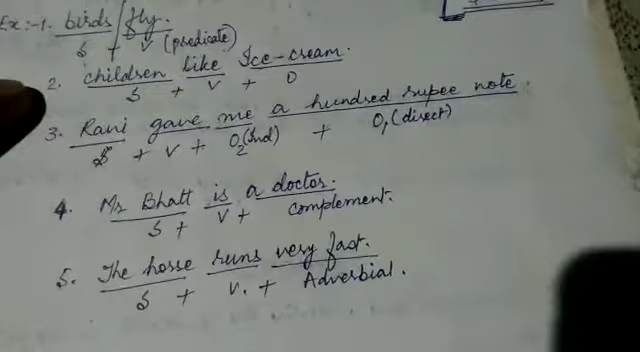 Ex:-1. birds / fly.
S + V (predicate)
2. children like Ice-cream.
S + V + O
3. Rani gave me a hundred rupee note.
S + V + O2 (Ind) + O1 (direct)
4. Mr Bhatt is a doctor.
S + V + complement.
5. The horse runs very fast.
S + V. + Adverbial.